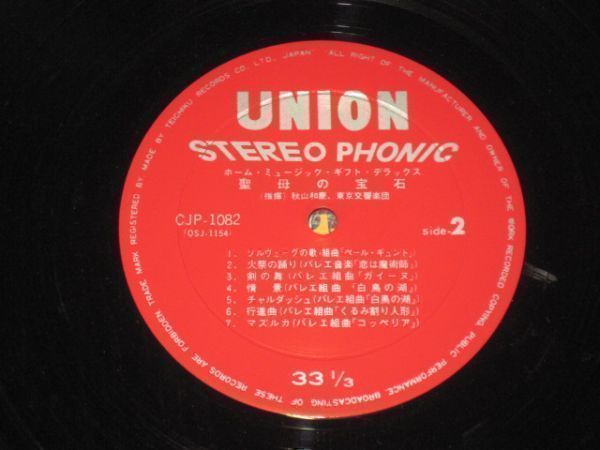 TRADE MARK REGISTERED BY MADE BY TEICHIKU RECORDS CO., LTD., JAPAN ALL RIGHT OF THE MANUFACTURER AND OWNER OF THE WORK RECORDED COPYING, PUBLIC PERFORMANCE, BROADCASTING OF THESE RECORDS ARE FORBIDDEN
UNION
STEREO PHONIC
ホーム・ミュージック・ギフト・デラックス
聖母の宝石
(指揮) 秋山和慶、東京交響楽団
CJP-1082
(OSJ-1154)
side-2
1. ソルヴェーグの歌・組曲「ペール・ギュント」
2. 火祭の踊り(バレエ音楽「恋は魔術師」)
3. 剣の舞(バレエ組曲「ガイーヌ」)
4. 情景(バレエ組曲「白鳥の湖」)
5. チャルダッシュ(バレエ組曲「白鳥の湖」)
6. 行進曲(バレエ組曲「くるみ割り人形」)
7. マズルカ(バレエ組曲「コッペリア」)
33 1/3